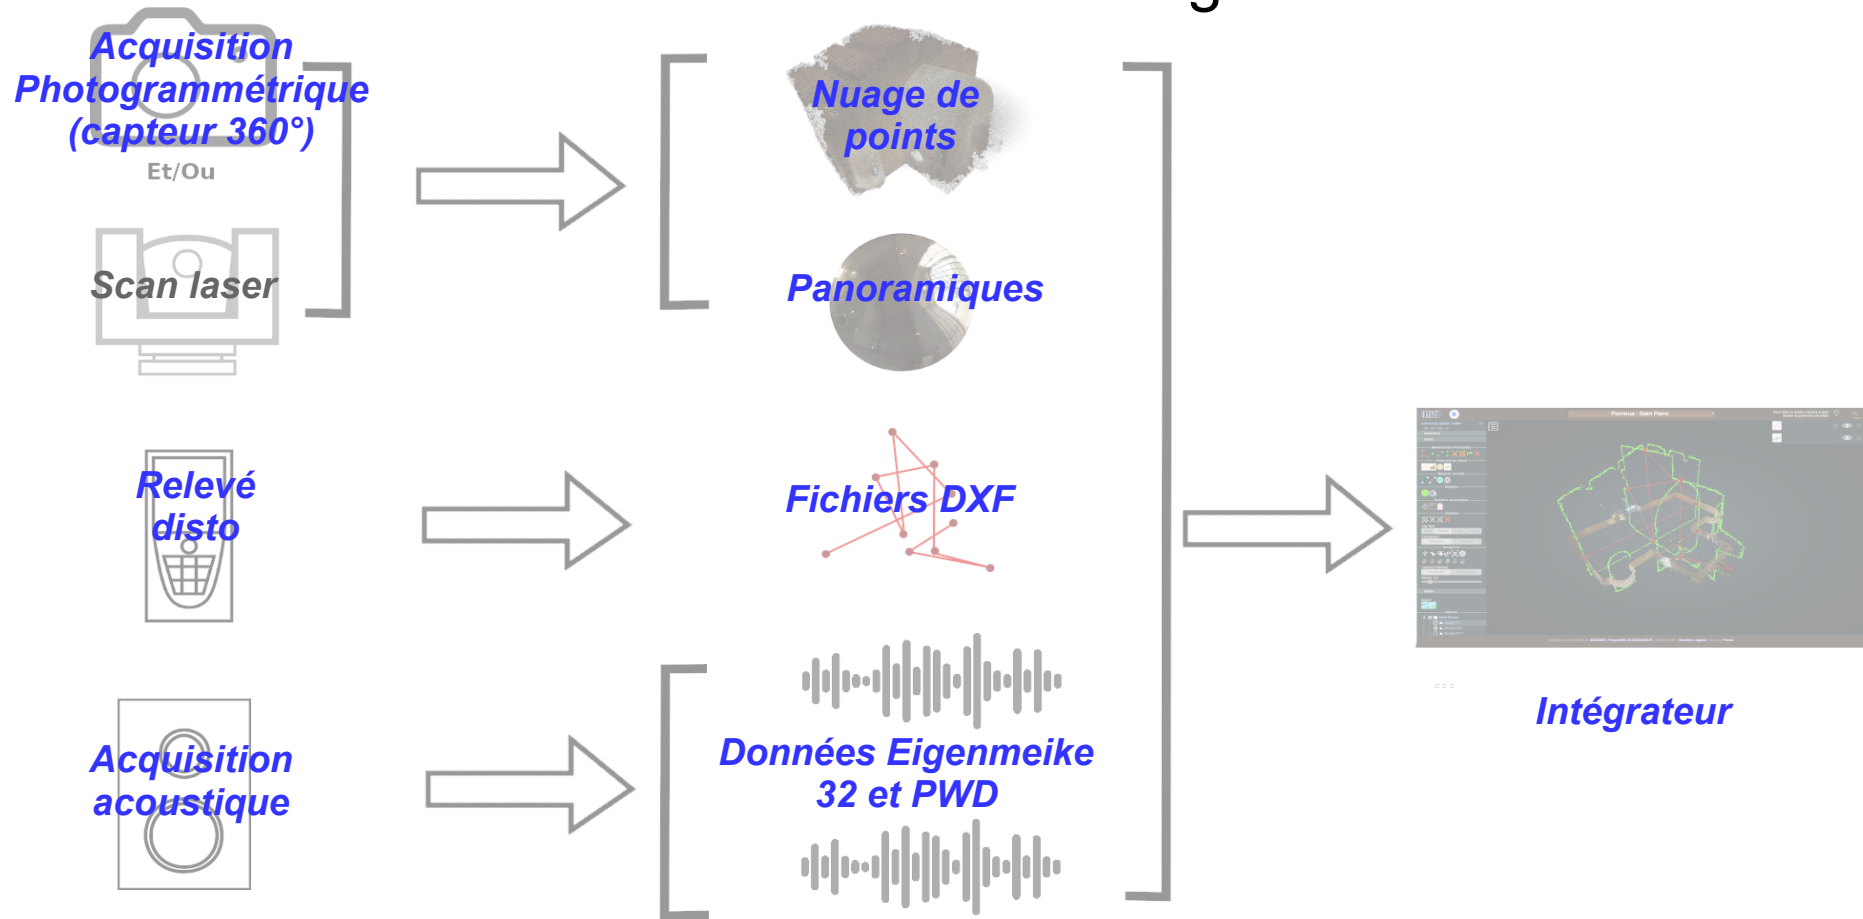 g
Acquisition
Photogrammétrique
(capteur 360°)
Et/Ou
Scan laser
Nuage de
points
Panoramiques
Relevé
disto
Fichiers DXF
Acquisition
acoustique
Données Eigenmeike
32 et PWD
Intégrateur